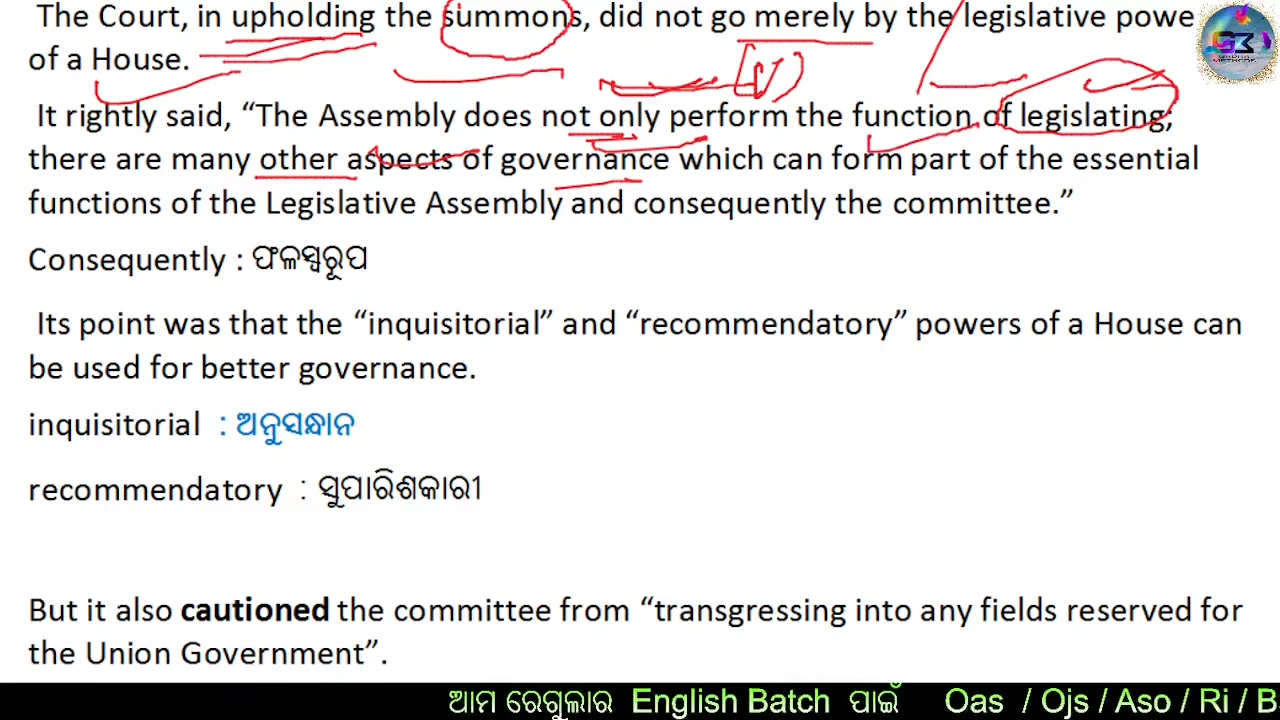 The Court, in upholding the summons, did not go merely by the legislative powe
of a House.
It rightly said, “The Assembly does not only perform the function of legislating;
there are many other aspects of governance which can form part of the essential
functions of the Legislative Assembly and consequently the committee.”
Consequently : ଫଳସ୍ୱରୂପ
Its point was that the “inquisitorial” and “recommendatory” powers of a House can
be used for better governance.
inquisitorial : ଅନୁସନ୍ଧାନ
recommendatory : ସୁପାରିଶକାରୀ
But it also cautioned the committee from “transgressing into any fields reserved for
the Union Government”.
ଆମ ରେଗୁଲାର English Batch ପାଇଁ Oas / Ojs / Aso / Ri / B